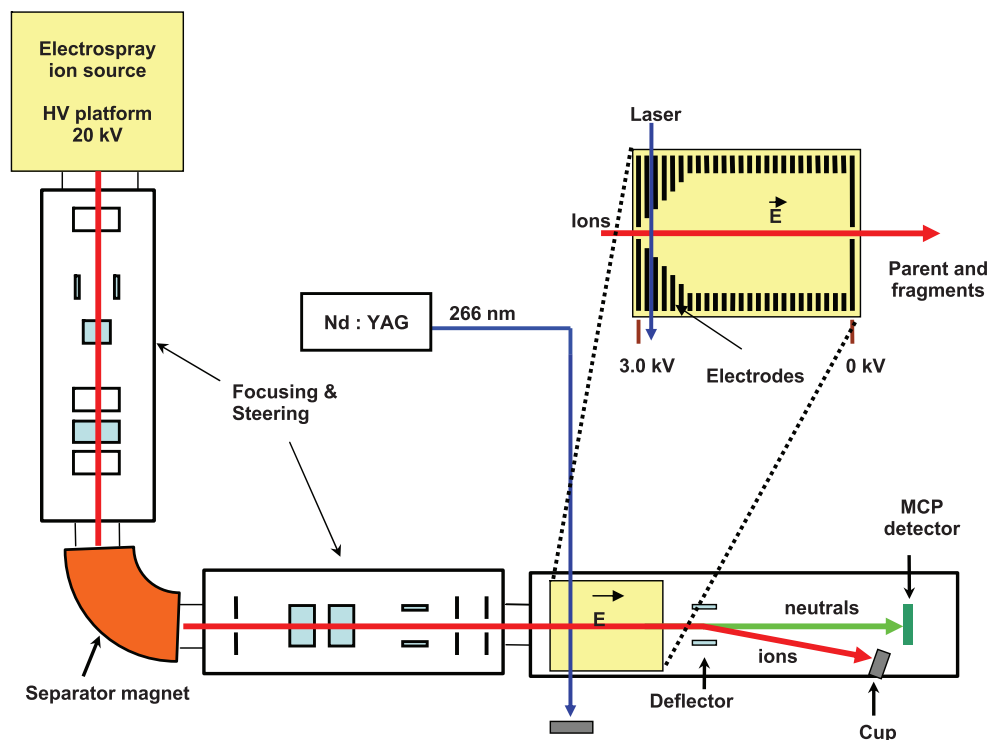 Electrospray
ion source
HV platform
20 kV
Laser
Ions
E
Parent and
fragments
3.0 kV
0 kV
Electrodes
Nd : YAG
266 nm
Focusing &
Steering
MCP
detector
E
neutrals
ions
Separator magnet
Deflector
Cup